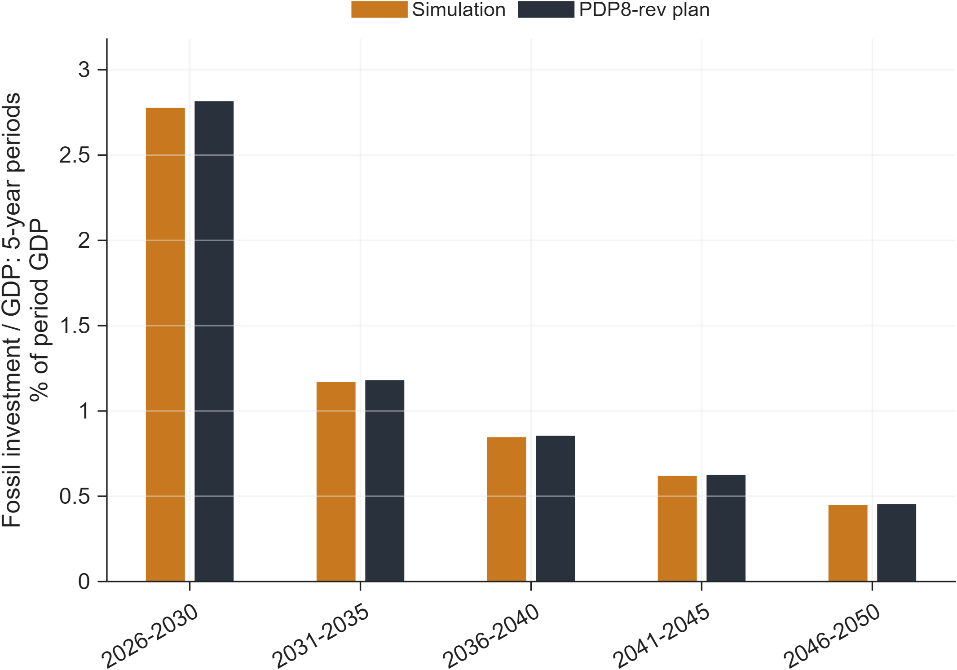 Simulation PDP8-rev plan
Fossil investment / GDP: 5-year periods
% of period GDP
3
2.5
2
1.5
1
0.5
0
2026-2030 2031-2035 2036-2040 2041-2045 2046-2050